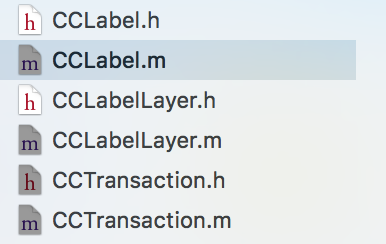 h CCLabel.h
m CCLabel.m
h CCLabelLayer.h
m CCLabelLayer.m
h CCTransaction.h
m CCTransaction.m